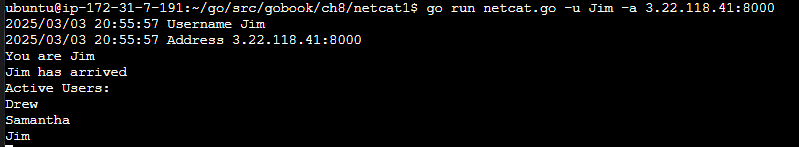 ubuntu@ip-172-31-7-191:~/go/src/gobook/ch8/netcat1$ go run netcat.go -u Jim -a 3.22.118.41:8000
2025/03/03 20:55:57 Username Jim
2025/03/03 20:55:57 Address 3.22.118.41:8000
You are Jim
Jim has arrived
Active Users:
Drew
Samantha
Jim